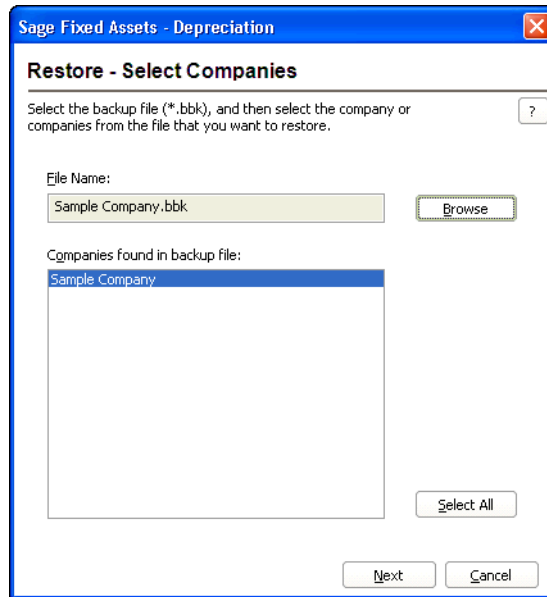 Sage Fixed Assets - Depreciation
Restore - Select Companies
Select the backup file (*.bbk), and then select the company or
companies from the file that you want to restore.
?
File Name:
Sample Company.bbk
Browse
Companies found in backup file:
Sample Company
Select All
Next
Cancel